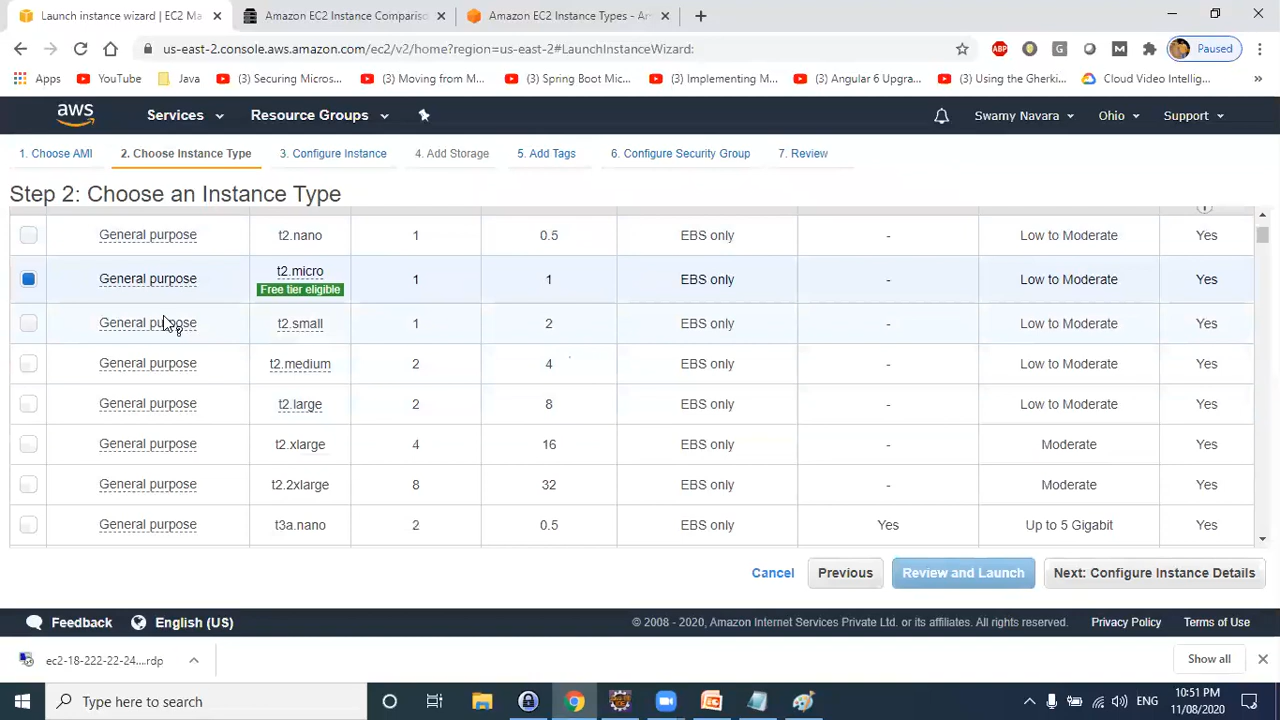 Launch instance wizard | EC2 Ma
Amazon EC2 Instance Comparis
Amazon EC2 Instance Types - Am
us-east-2.console.aws.amazon.com/ec2/v2/home?region=us-east-2#LaunchInstanceWizard:
ABP
G
M
Paused
Apps
YouTube
Java
(3) Securing Micros...
(3) Moving from M...
(3) Spring Boot Mic...
(3) Implementing M...
(3) Angular 6 Upgra...
(3) Using the Gherki...
Cloud Video Intellig...
aws
Services
Resource Groups
Swamy Navara
Ohio
Support
1. Choose AMI
2. Choose Instance Type
3. Configure Instance
4. Add Storage
5. Add Tags
6. Configure Security Group
7. Review
Step 2: Choose an Instance Type
General purpose t2.nano 1 0.5 EBS only - Low to Moderate Yes
General purpose t2.micro 1 1 EBS only - Low to Moderate Yes
Free tier eligible
General purpose t2.small 1 2 EBS only - Low to Moderate Yes
General purpose t2.medium 2 4 EBS only - Low to Moderate Yes
General purpose t2.large 2 8 EBS only - Low to Moderate Yes
General purpose t2.xlarge 4 16 EBS only - Moderate Yes
General purpose t2.2xlarge 8 32 EBS only - Moderate Yes
General purpose t3a.nano 2 0.5 EBS only Yes Up to 5 Gigabit Yes
Cancel
Previous
Review and Launch
Next: Configure Instance Details
Feedback
English (US)
© 2008 - 2020, Amazon Internet Services Private Ltd. or its affiliates. All rights reserved.
Privacy Policy
Terms of Use
ec2-18-222-22-24....rdp
Show all
Type here to search
ENG
10:51 PM
11/08/2020